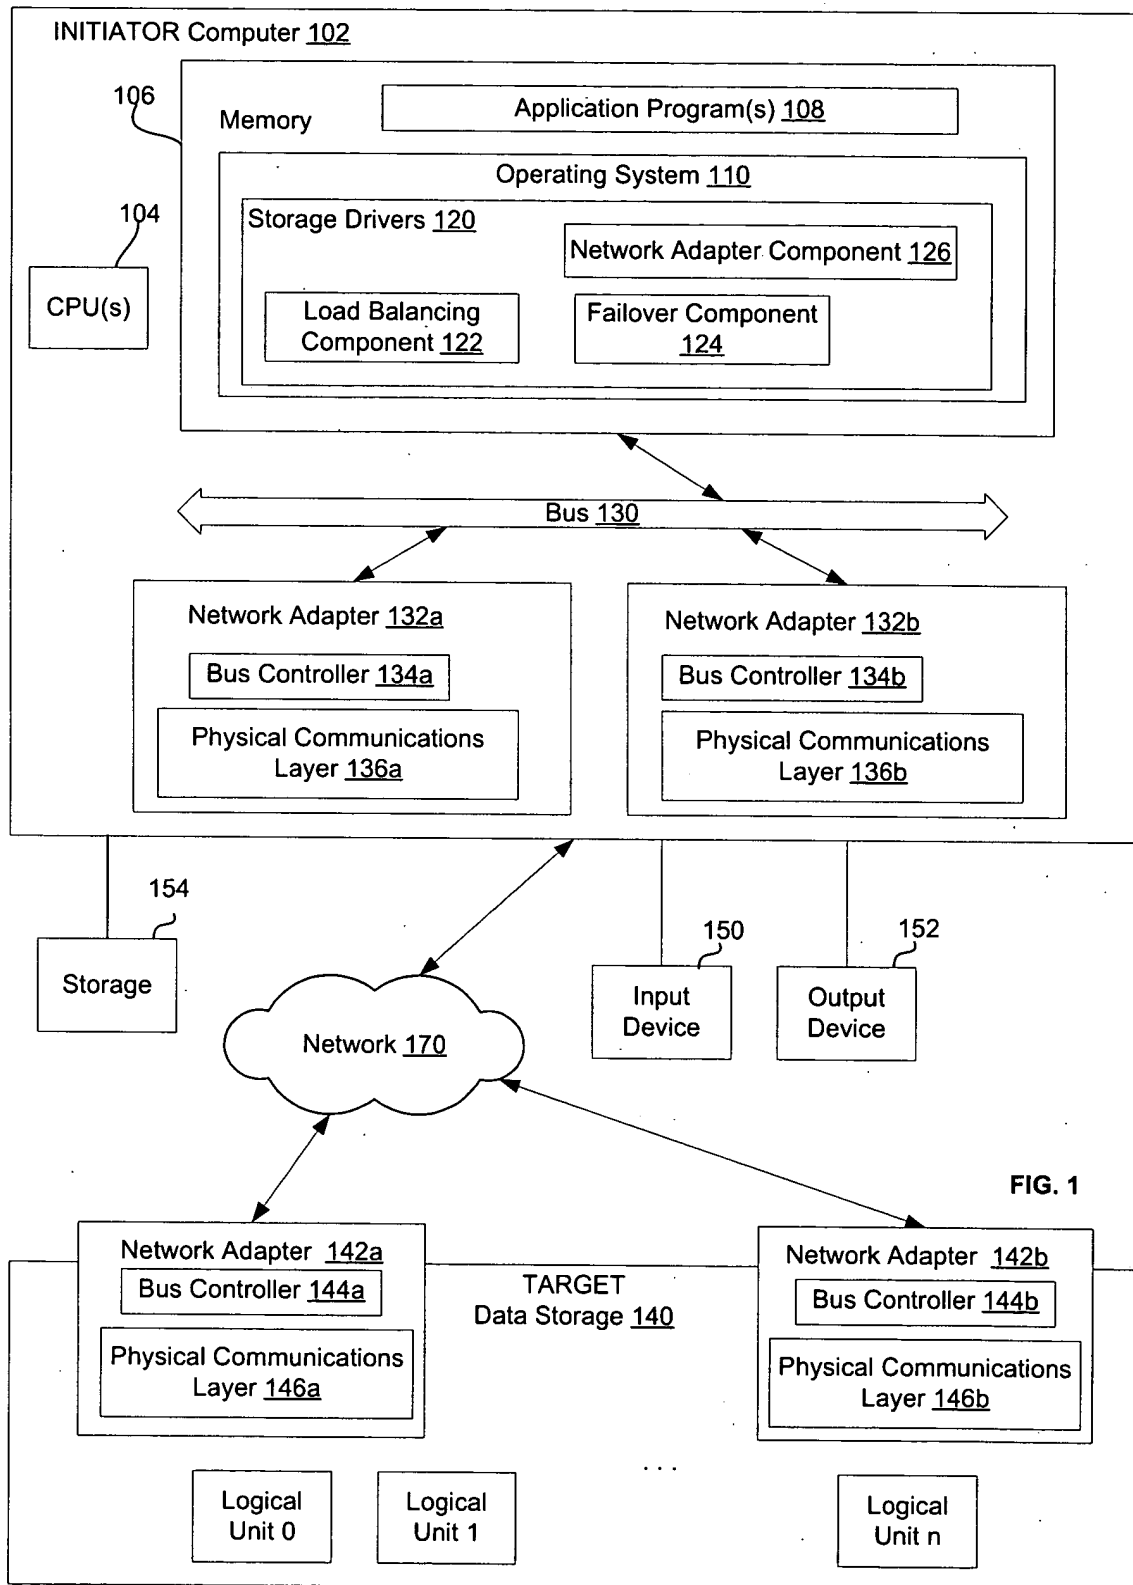 INITIATOR Computer 102
106
Memory
Application Program(s) 108
Operating System 110
Storage Drivers 120
Network Adapter Component 126
104
CPU(s)
Load Balancing
Component 122
Failover Component
124
Bus 130
Network Adapter 132a
Bus Controller 134a
Physical Communications
Layer 136a
Network Adapter 132b
Bus Controller 134b
Physical Communications
Layer 136b
154
Storage
150
Input
Device
152
Output
Device
Network 170
FIG. 1
Network Adapter 142a
Bus Controller 144a
Physical Communications
Layer 146a
TARGET
Data Storage 140
Network Adapter 142b
Bus Controller 144b
Physical Communications
Layer 146b
Logical
Unit 0
Logical
Unit 1
. . .
Logical
Unit n